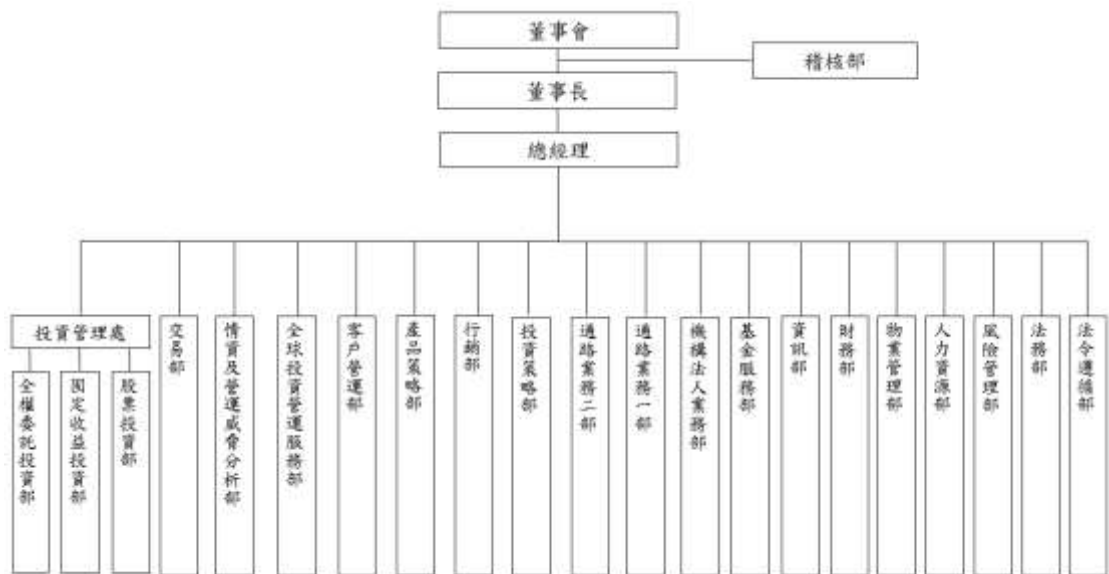 董事會
稽核部
董事長
總經理
投資管理處
全權委託投資部
固定收益投資部
股票投資部
交易部
情資及營運威脅分析部
全球投資營運服務部
客戶營運部
產品策略部
行銷部
投資策略部
通路業務二部
通路業務一部
機構法人業務部
基金服務部
資訊部
財務部
物業管理部
人力資源部
風險管理部
法務部
法令遵循部